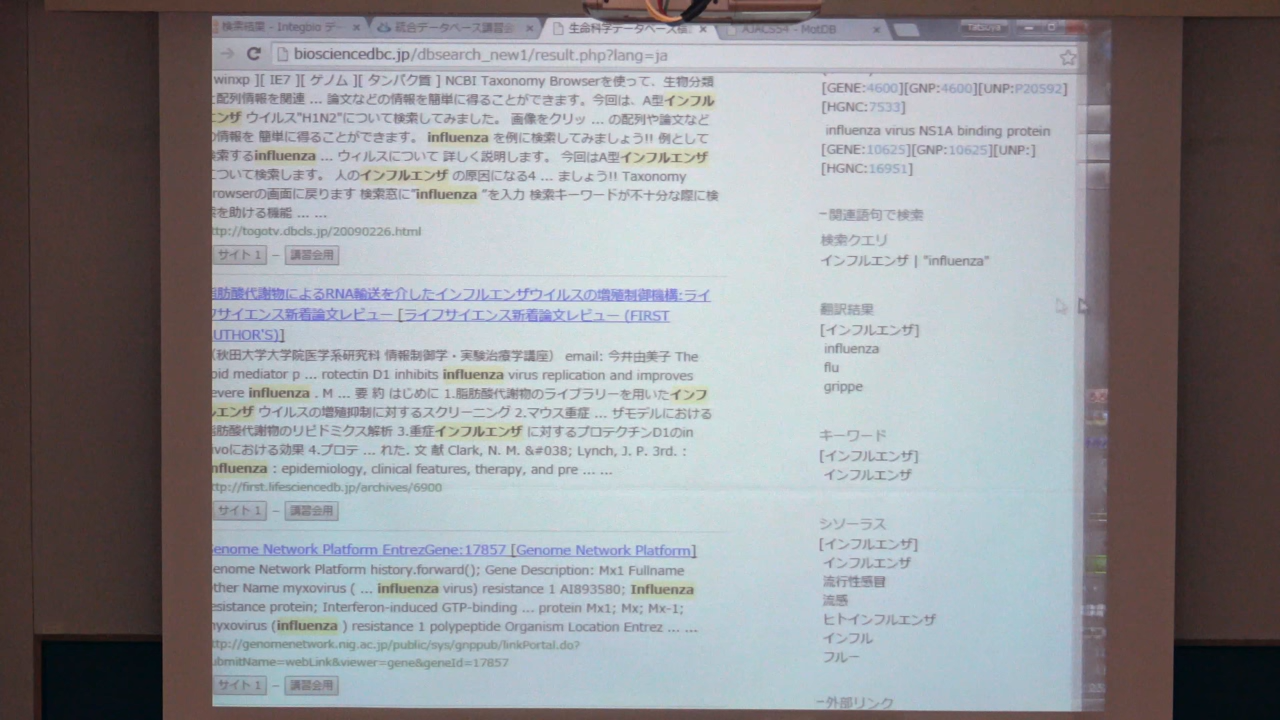 検索結果 - Integbio デー
統合データベース講習会
生命科学データベース横
AJACS54 - MotDB
biosciencedbc.jp/dbsearch_new1/result.php?lang=ja
winxp ][ IE7 ][ ゲノム ][ タンパク質 ] NCBI Taxonomy Browserを使って、生物分類
配列情報を関連 ... 論文などの情報を簡単に得ることができます。今回は、A型インフル
エンザ ウイルス"H1N2"について検索してみました。 画像をクリッ ... の配列や論文など
の情報を 簡単に得ることができます。 influenza を例に検索してみましょう!! 例として
検索するinfluenza ... ウィルスについて 詳しく説明します。 今回はA型インフルエンザ
ついて検索します。 人のインフルエンザ の原因になる4 ... ましょう!! Taxonomy
rowserの画面に戻ります 検索窓に"influenza "を入力 検索キーワードが不十分な際に検
を助ける機能 ... ...
ttp://togotv.dbcls.jp/20090226.html
サイト 1 – 講習会用
脂肪酸代謝物によるRNA輸送を介したインフルエンザウイルスの増殖制御機構:ライ
フサイエンス新着論文レビュー [ライフサイエンス新着論文レビュー (FIRST
UTHOR'S)]
(秋田大学大学院医学系研究科 情報制御学・実験治療学講座) email: 今井由美子 The
pid mediator p ... rotectin D1 inhibits influenza virus replication and improves
evere influenza . M ... 要 約 はじめに 1.脂肪酸代謝物のライブラリーを用いたインフ
ルエンザ ウイルスの増殖抑制に対するスクリーニング 2.マウス重症 ... ザモデルにおける
脂肪酸代謝物のリピドミクス解析 3.重症インフルエンザ に対するプロテクチンD1のin
ivoにおける効果 4.プロテ ... れた. 文 献 Clark, N. M. &#038; Lynch, J. P. 3rd. :
nfluenza : epidemiology, clinical features, therapy, and pre ... ...
ttp://first.lifesciencedb.jp/archives/6900
サイト 1 – 講習会用
enome Network Platform EntrezGene:17857 [Genome Network Platform]
enome Network Platform history.forward(); Gene Description: Mx1 Fullname
ther Name myxovirus ( ... influenza virus) resistance 1 AI893580; Influenza
esistance protein; Interferon-induced GTP-binding ... protein Mx1; Mx; Mx-1;
yxovirus (influenza ) resistance 1 polypeptide Organism Location Entrez ... ...
ttp://genomenetwork.nig.ac.jp/public/sys/gnppub/linkPortal.do?
ubmitName=webLink&viewer=gene&geneId=17857
サイト 1 – 講習会用
[GENE:4600][GNP:4600][UNP:P20592]
[HGNC:7533]
influenza virus NS1A binding protein
[GENE:10625][GNP:10625][UNP:]
[HGNC:16951]
−関連語句で検索
検索クエリ
インフルエンザ | "influenza"
翻訳結果
[インフルエンザ]
influenza
flu
grippe
キーワード
[インフルエンザ]
インフルエンザ
シソーラス
[インフルエンザ]
インフルエンザ
流行性感冒
流感
ヒトインフルエンザ
インフル
フルー
−外部リンク